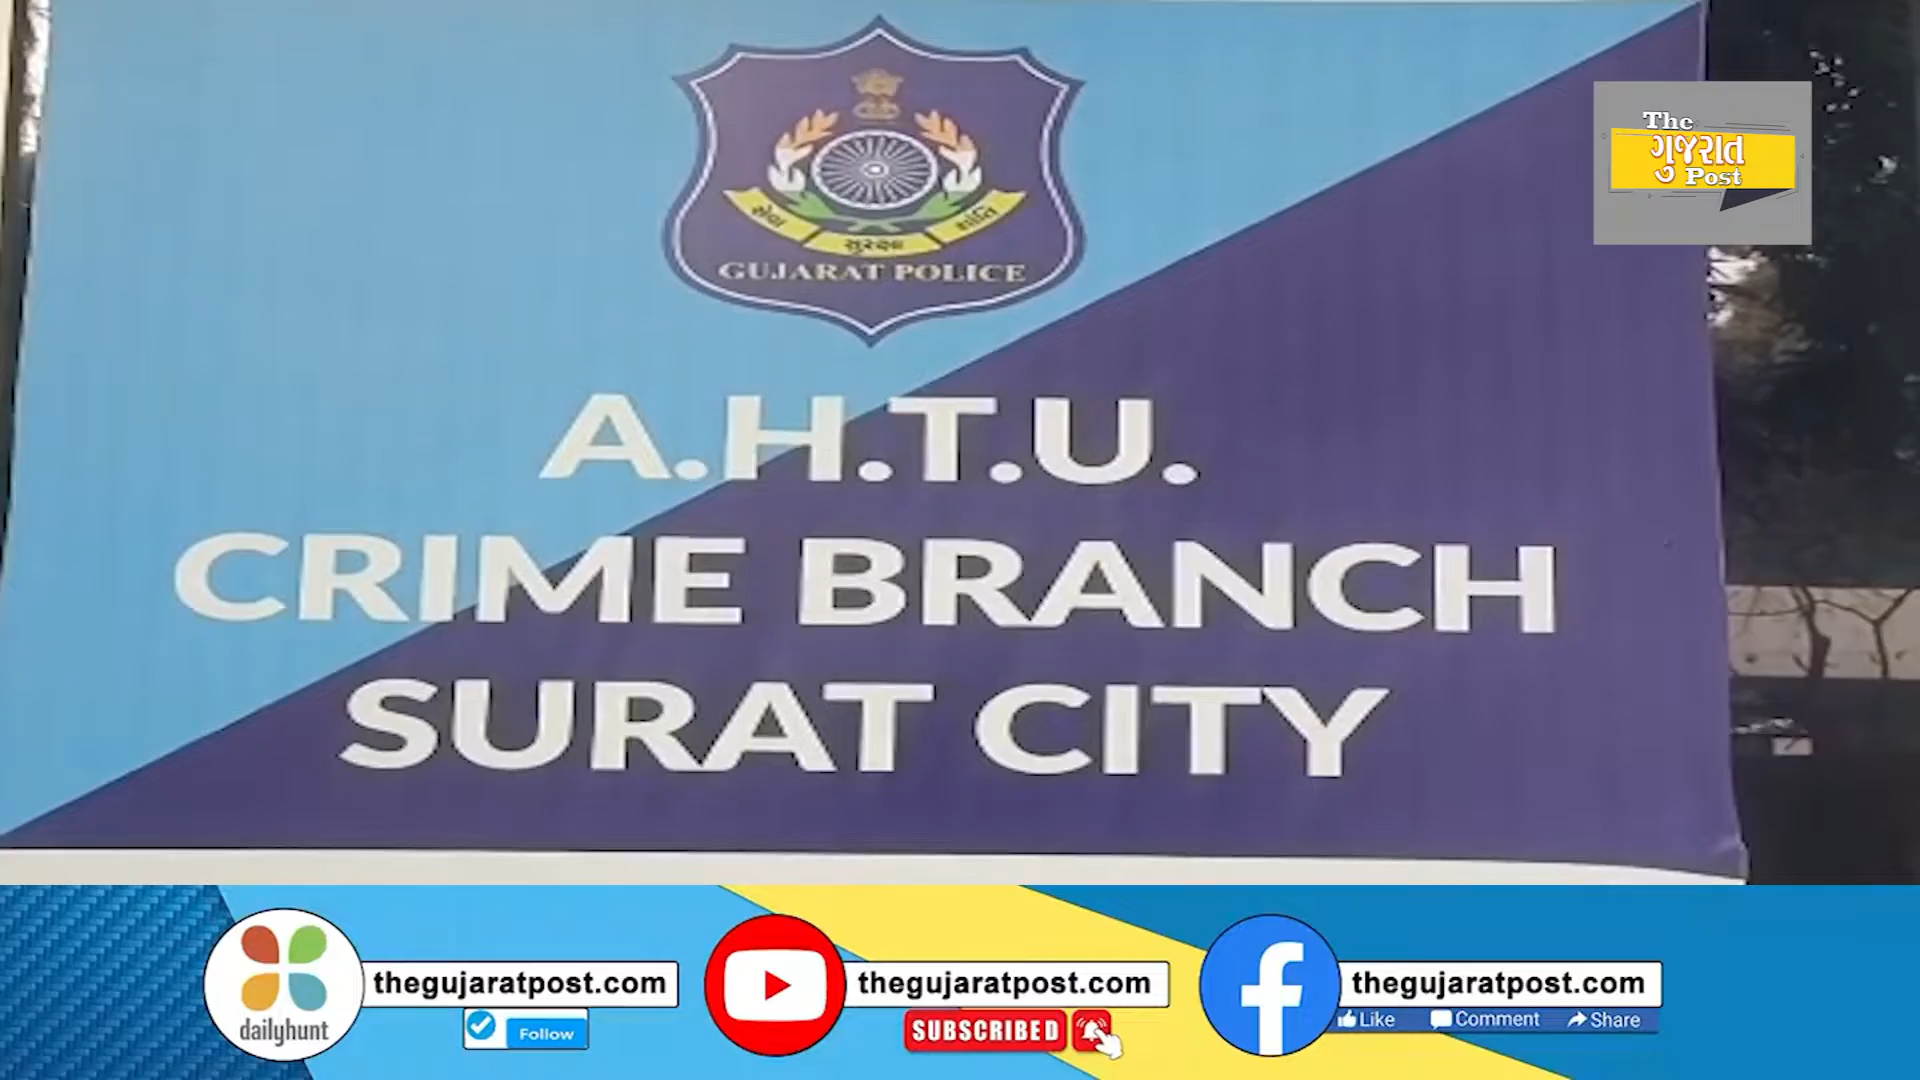 The
ગુજરાત
Post
સેવા સુરક્ષા શાંતિ
GUJARAT POLICE
A.H.T.U.
CRIME BRANCH
SURAT CITY
thegujaratpost.com
dailyhunt
Follow
thegujaratpost.com
SUBSCRIBED
thegujaratpost.com
Like Comment Share